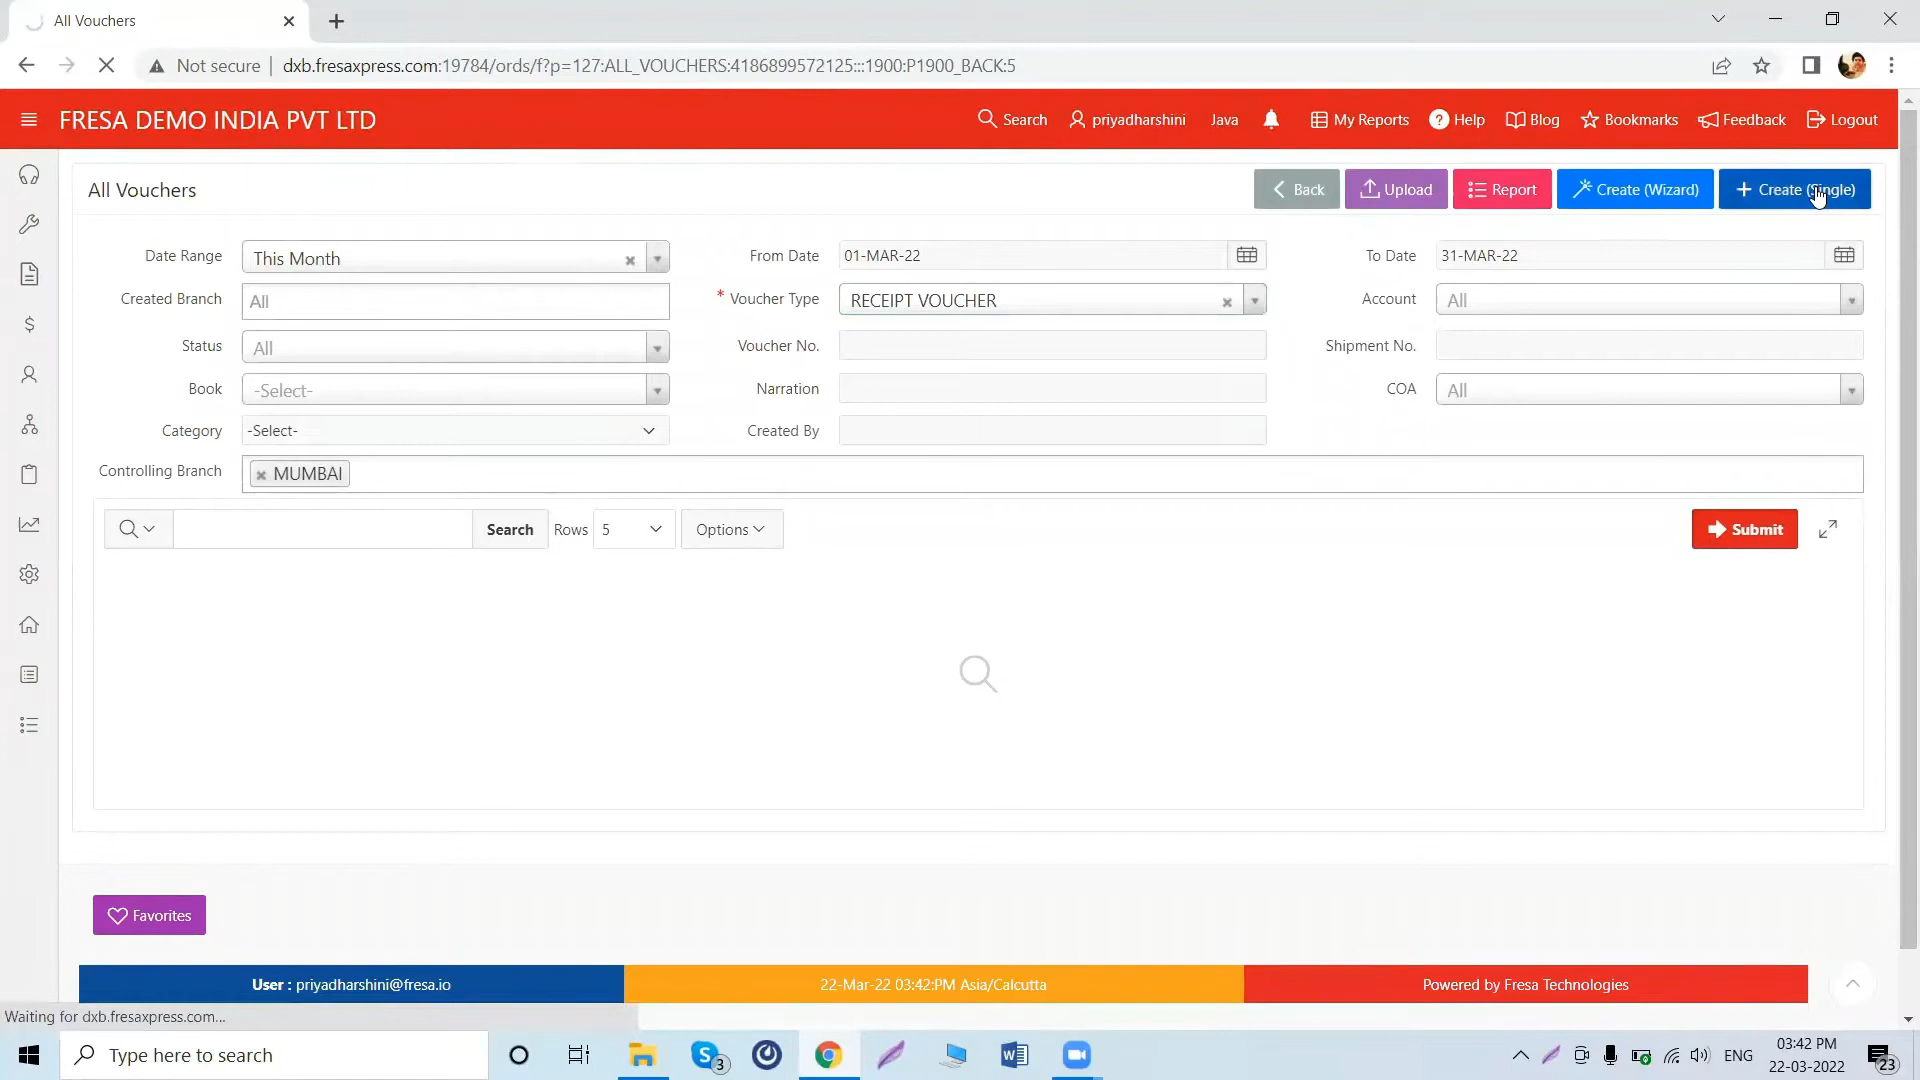 All Vouchers
Not secure | dxb.fresaxpress.com:19784/ords/f?p=127:ALL_VOUCHERS:4186899572125:::1900:P1900_BACK:5
FRESA DEMO INDIA PVT LTD
Search priyadharshini Java My Reports Help Blog Bookmarks Feedback Logout
All Vouchers
Back Upload Report Create (Wizard) Create (Single)
Date Range This Month From Date 01-MAR-22 To Date 31-MAR-22
Created Branch All * Voucher Type RECEIPT VOUCHER Account All
Status All Voucher No. Shipment No.
Book -Select- Narration COA All
Category -Select- Created By
Controlling Branch MUMBAI
Search Rows 5 Options Submit
Favorites
User : priyadharshini@fresa.io 22-Mar-22 03:42:PM Asia/Calcutta Powered by Fresa Technologies
Waiting for dxb.fresaxpress.com...
Type here to search
S 3
ENG
03:42 PM
22-03-2022
23